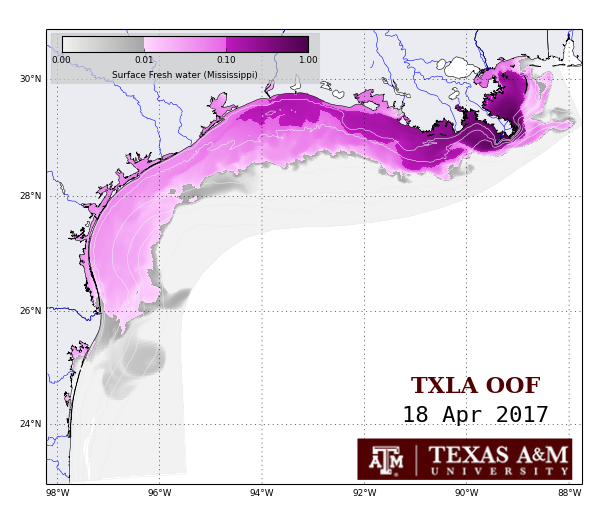 0.00 0.01 0.10 1.00
Surface Fresh water (Mississippi)
30°N
28°N
26°N
24°N
TXLA OOF
18 Apr 2017
ATM TEXAS A&M
UNIVERSITY
98°W 96°W 94°W 92°W 90°W 88°W